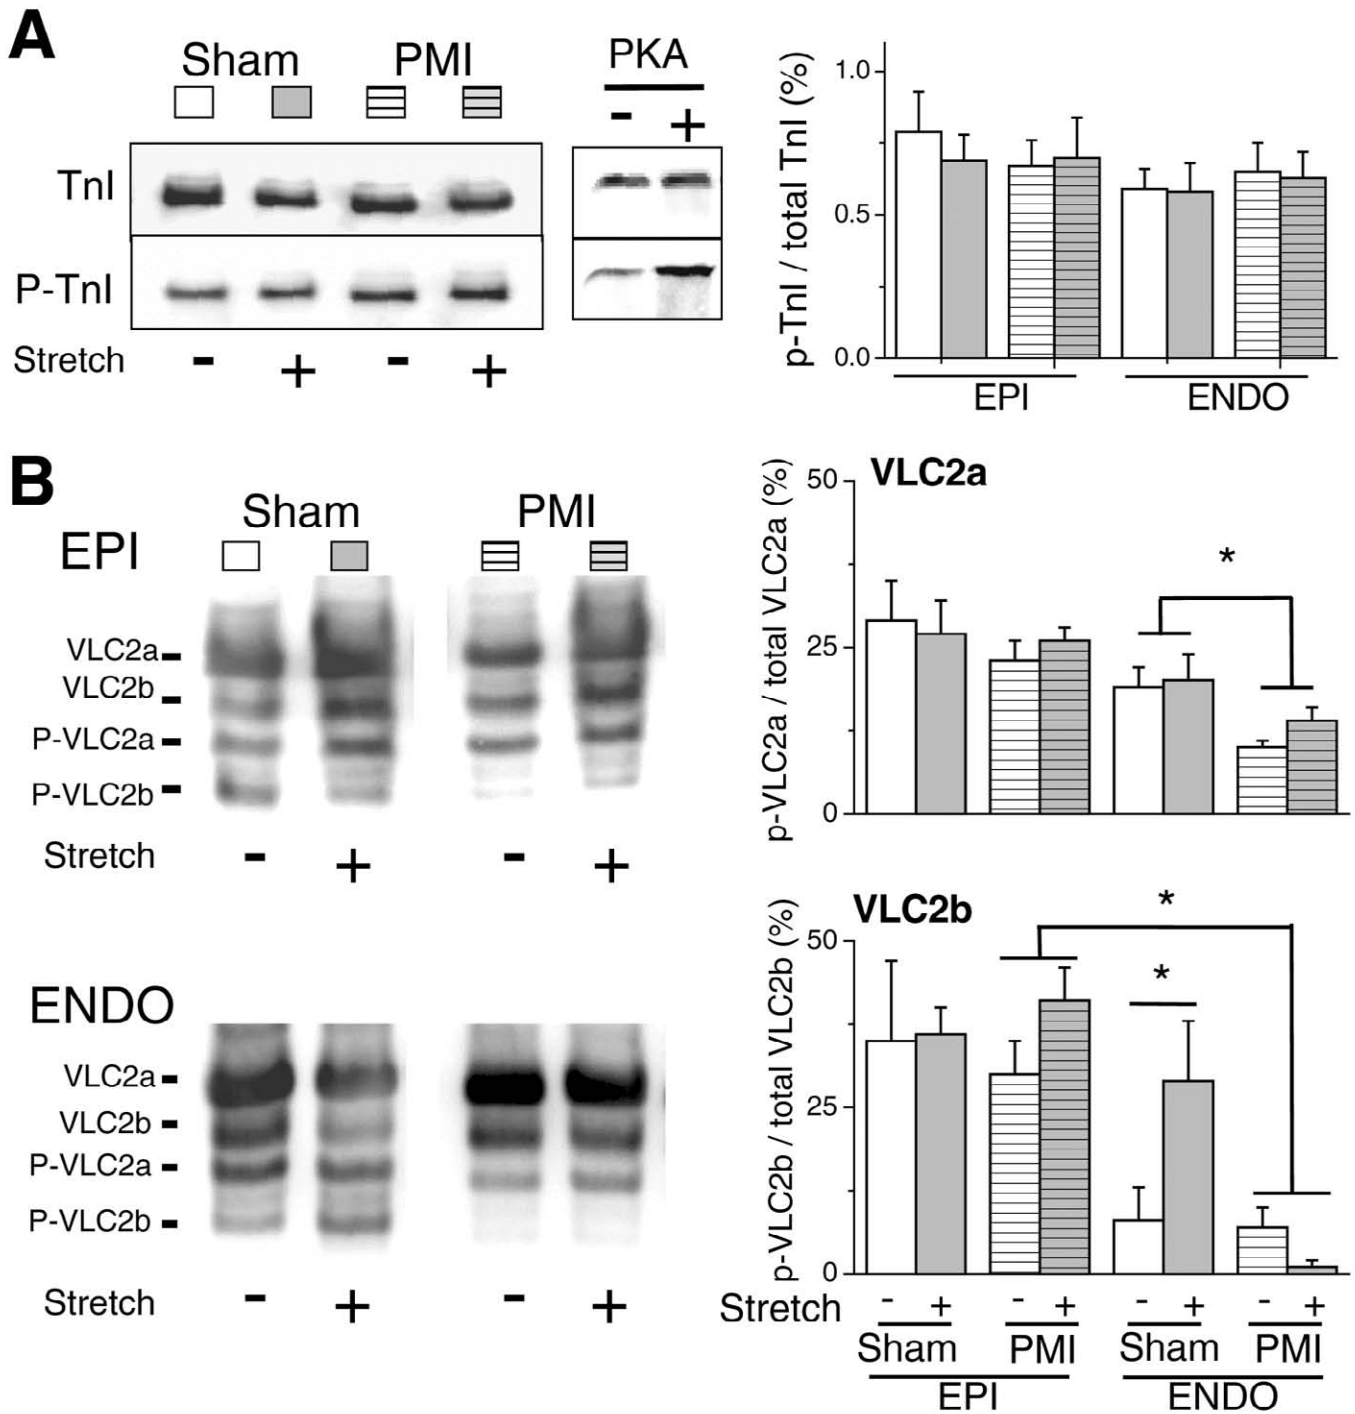 A
Sham PMI PKA
- +
TnI
P-TnI
Stretch - + - +
p-TnI / total TnI (%)
1.0
0.5
0.0
EPI ENDO
B
Sham PMI
EPI
VLC2a
VLC2b
P-VLC2a
P-VLC2b
Stretch - + - +
ENDO
VLC2a
VLC2b
P-VLC2a
P-VLC2b
Stretch - + - +
VLC2a
p-VLC2a / total VLC2a (%)
50
25
0
*
VLC2b
p-VLC2b / total VLC2b (%)
50
25
0
*
*
Stretch - + - + - + - +
Sham PMI Sham PMI
EPI ENDO